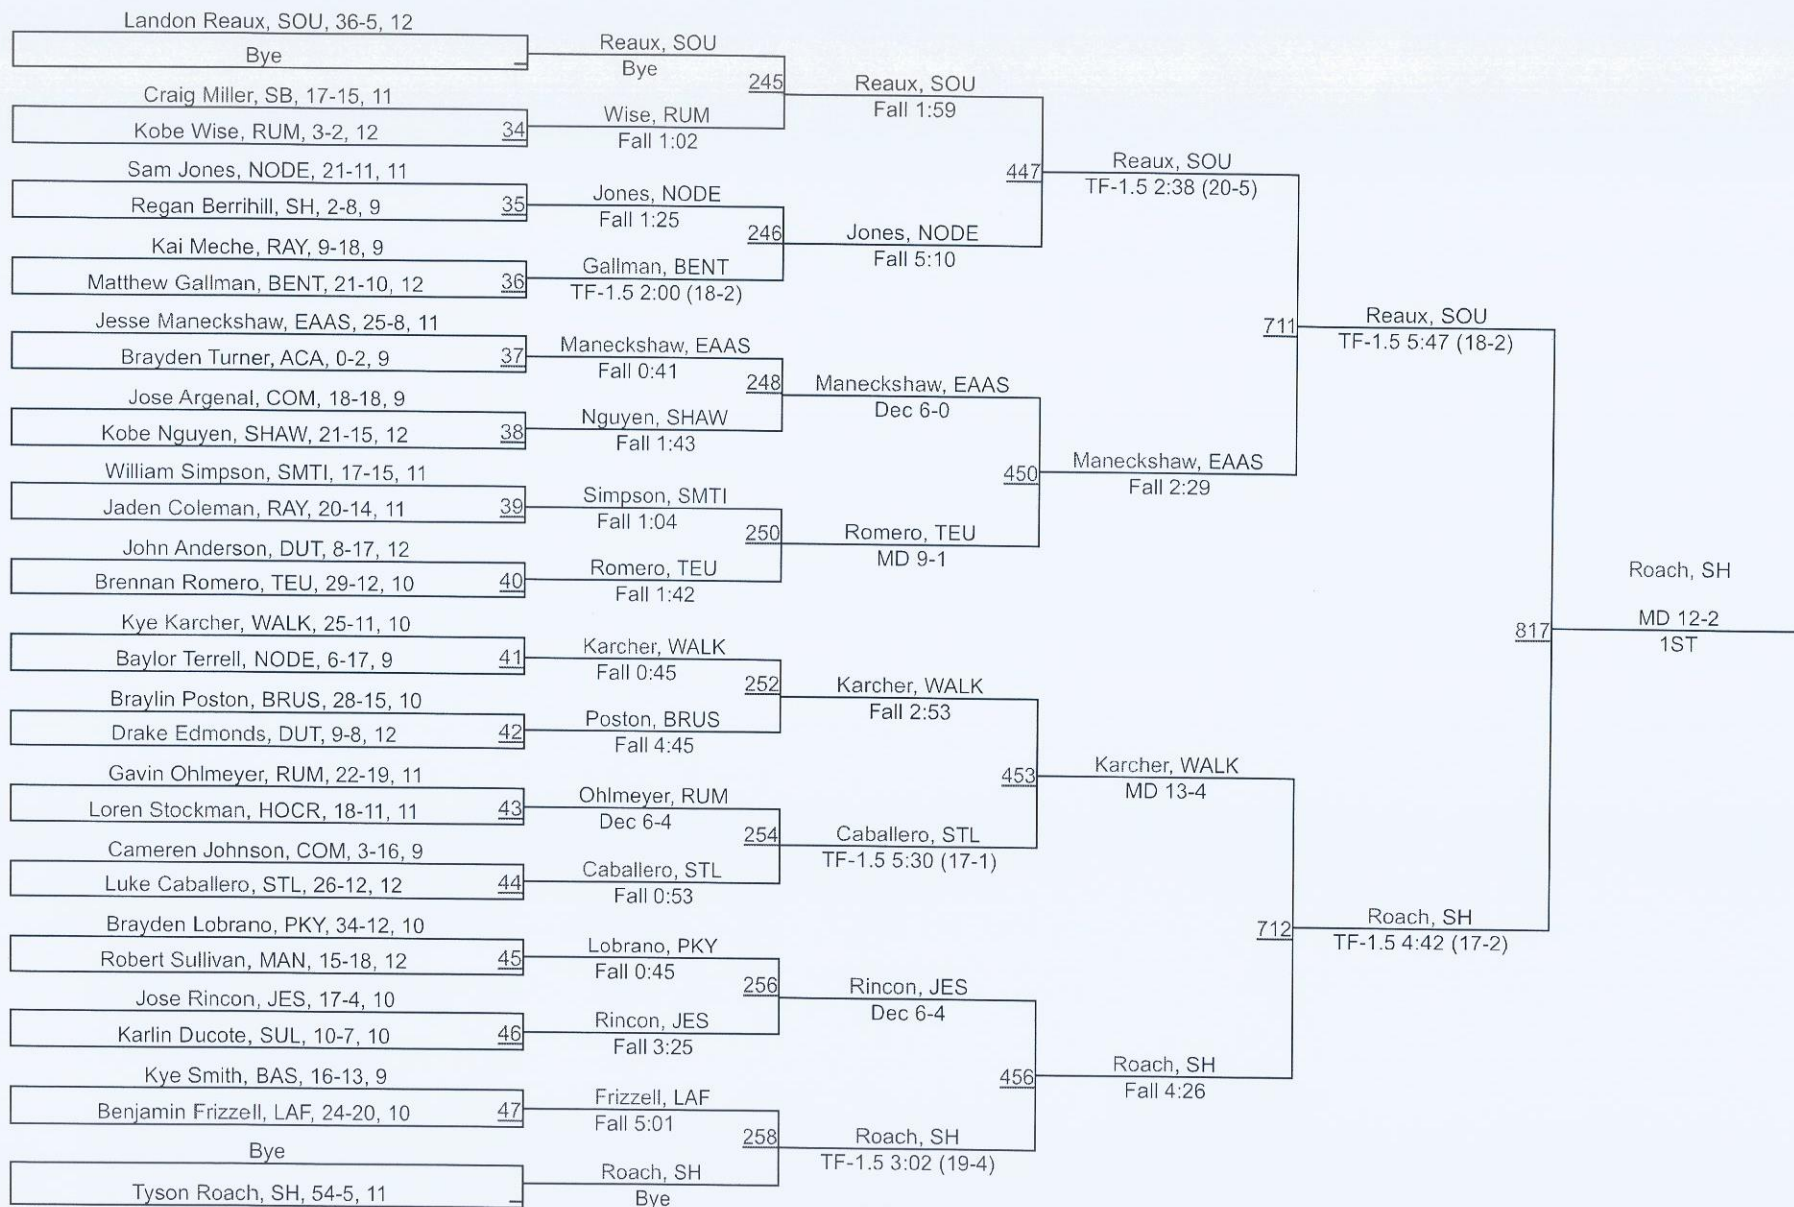 Landon Reaux, SOU, 36-5, 12
Bye
Craig Miller, SB, 17-15, 11
Kobe Wise, RUM, 3-2, 12
34
Sam Jones, NODE, 21-11, 11
Regan Berrihill, SH, 2-8, 9
35
Kai Meche, RAY, 9-18, 9
Matthew Gallman, BENT, 21-10, 12
36
Jesse Maneckshaw, EAAS, 25-8, 11
Brayden Turner, ACA, 0-2, 9
37
Jose Argenal, COM, 18-18, 9
Kobe Nguyen, SHAW, 21-15, 12
38
William Simpson, SMTI, 17-15, 11
Jaden Coleman, RAY, 20-14, 11
39
John Anderson, DUT, 8-17, 12
Brennan Romero, TEU, 29-12, 10
40
Kye Karcher, WALK, 25-11, 10
Baylor Terrell, NODE, 6-17, 9
41
Braylin Poston, BRUS, 28-15, 10
Drake Edmonds, DUT, 9-8, 12
42
Gavin Ohlmeyer, RUM, 22-19, 11
Loren Stockman, HOCR, 18-11, 11
43
Cameren Johnson, COM, 3-16, 9
Luke Caballero, STL, 26-12, 12
44
Brayden Lobrano, PKY, 34-12, 10
Robert Sullivan, MAN, 15-18, 12
45
Jose Rincon, JES, 17-4, 10
Karlin Ducote, SUL, 10-7, 10
46
Kye Smith, BAS, 16-13, 9
Benjamin Frizzell, LAF, 24-20, 10
47
Bye
Tyson Roach, SH, 54-5, 11
Reaux, SOU
Bye
245
Wise, RUM
Fall 1:02
Jones, NODE
Fall 1:25
246
Gallman, BENT
TF-1.5 2:00 (18-2)
Maneckshaw, EAAS
Fall 0:41
248
Nguyen, SHAW
Fall 1:43
Simpson, SMTI
Fall 1:04
250
Romero, TEU
Fall 1:42
Karcher, WALK
Fall 0:45
252
Poston, BRUS
Fall 4:45
Ohlmeyer, RUM
Dec 6-4
254
Caballero, STL
Fall 0:53
Lobrano, PKY
Fall 0:45
256
Rincon, JES
Fall 3:25
Frizzell, LAF
Fall 5:01
258
Roach, SH
Bye
Reaux, SOU
Fall 1:59
447
Jones, NODE
Fall 5:10
Maneckshaw, EAAS
Dec 6-0
450
Romero, TEU
MD 9-1
Karcher, WALK
Fall 2:53
453
Caballero, STL
TF-1.5 5:30 (17-1)
Rincon, JES
Dec 6-4
456
Roach, SH
TF-1.5 3:02 (19-4)
Reaux, SOU
TF-1.5 2:38 (20-5)
711
Maneckshaw, EAAS
Fall 2:29
Karcher, WALK
MD 13-4
712
Roach, SH
Fall 4:26
Reaux, SOU
TF-1.5 5:47 (18-2)
817
Roach, SH
TF-1.5 4:42 (17-2)
Roach, SH
MD 12-2
1ST